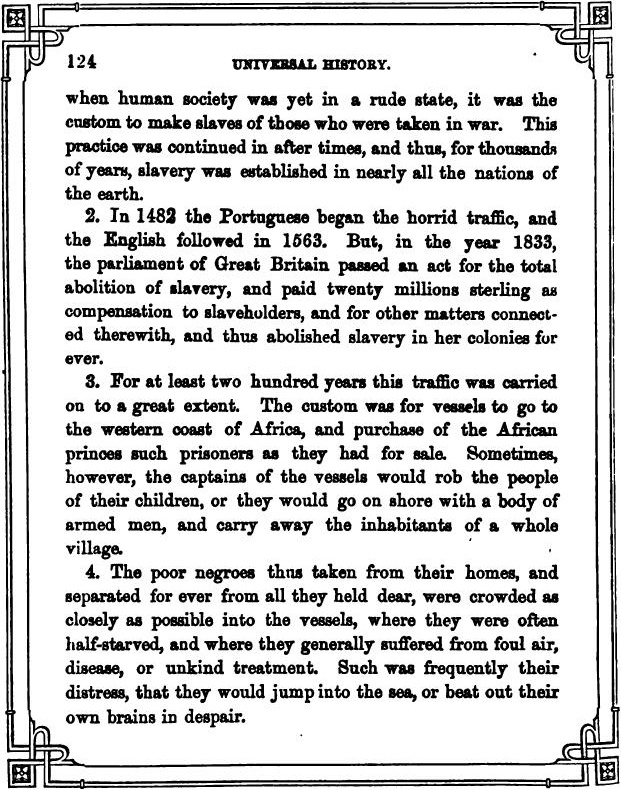 124
UNIVERSAL HISTORY.
when human society was yet in a rude state, it was the
custom to make slaves of those who were taken in war. This
practice was continued in after times, and thus, for thousands
of years, slavery was established in nearly all the nations of
the earth.
2. In 1482 the Portuguese began the horrid traffic, and
the English followed in 1563. But, in the year 1833,
the parliament of Great Britain passed an act for the total
abolition of slavery, and paid twenty millions sterling as
compensation to slaveholders, and for other matters connect-
ed therewith, and thus abolished slavery in her colonies for
ever.
3. For at least two hundred years this traffic was carried
on to a great extent. The custom was for vessels to go to
the western coast of Africa, and purchase of the African
princes such prisoners as they had for sale. Sometimes,
however, the captains of the vessels would rob the people
of their children, or they would go on shore with a body of
armed men, and carry away the inhabitants of a whole
village.
4. The poor negroes thus taken from their homes, and
separated for ever from all they held dear, were crowded as
closely as possible into the vessels, where they were often
half-starved, and where they generally suffered from foul air,
disease, or unkind treatment. Such was frequently their
distress, that they would jump into the sea, or beat out their
own brains in despair.